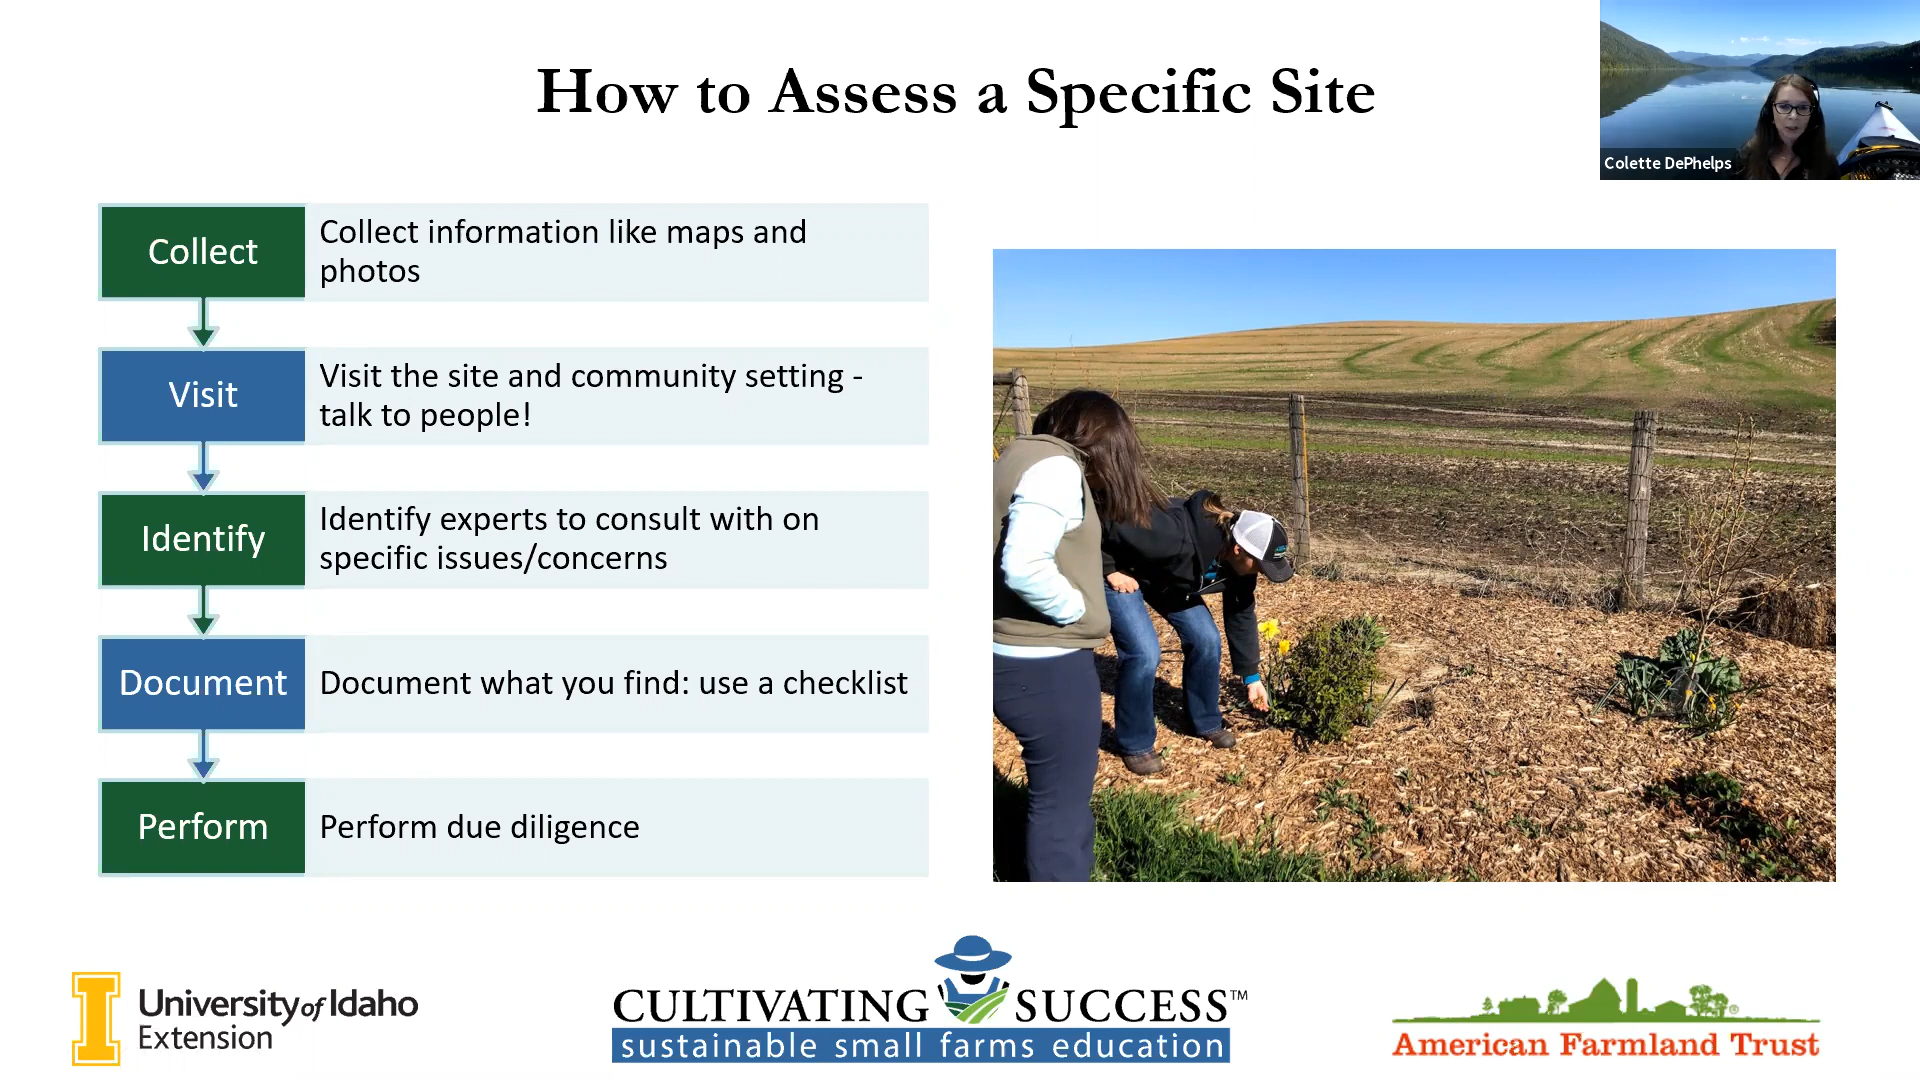 How to Assess a Specific Site
Colette DePhelps
Collect
Collect information like maps and
photos
Visit
Visit the site and community setting -
talk to people!
Identify
Identify experts to consult with on
specific issues/concerns
Document
Document what you find: use a checklist
Perform
Perform due diligence
University of Idaho
Extension
CULTIVATING SUCCESS™
sustainable small farms education
American Farmland Trust®